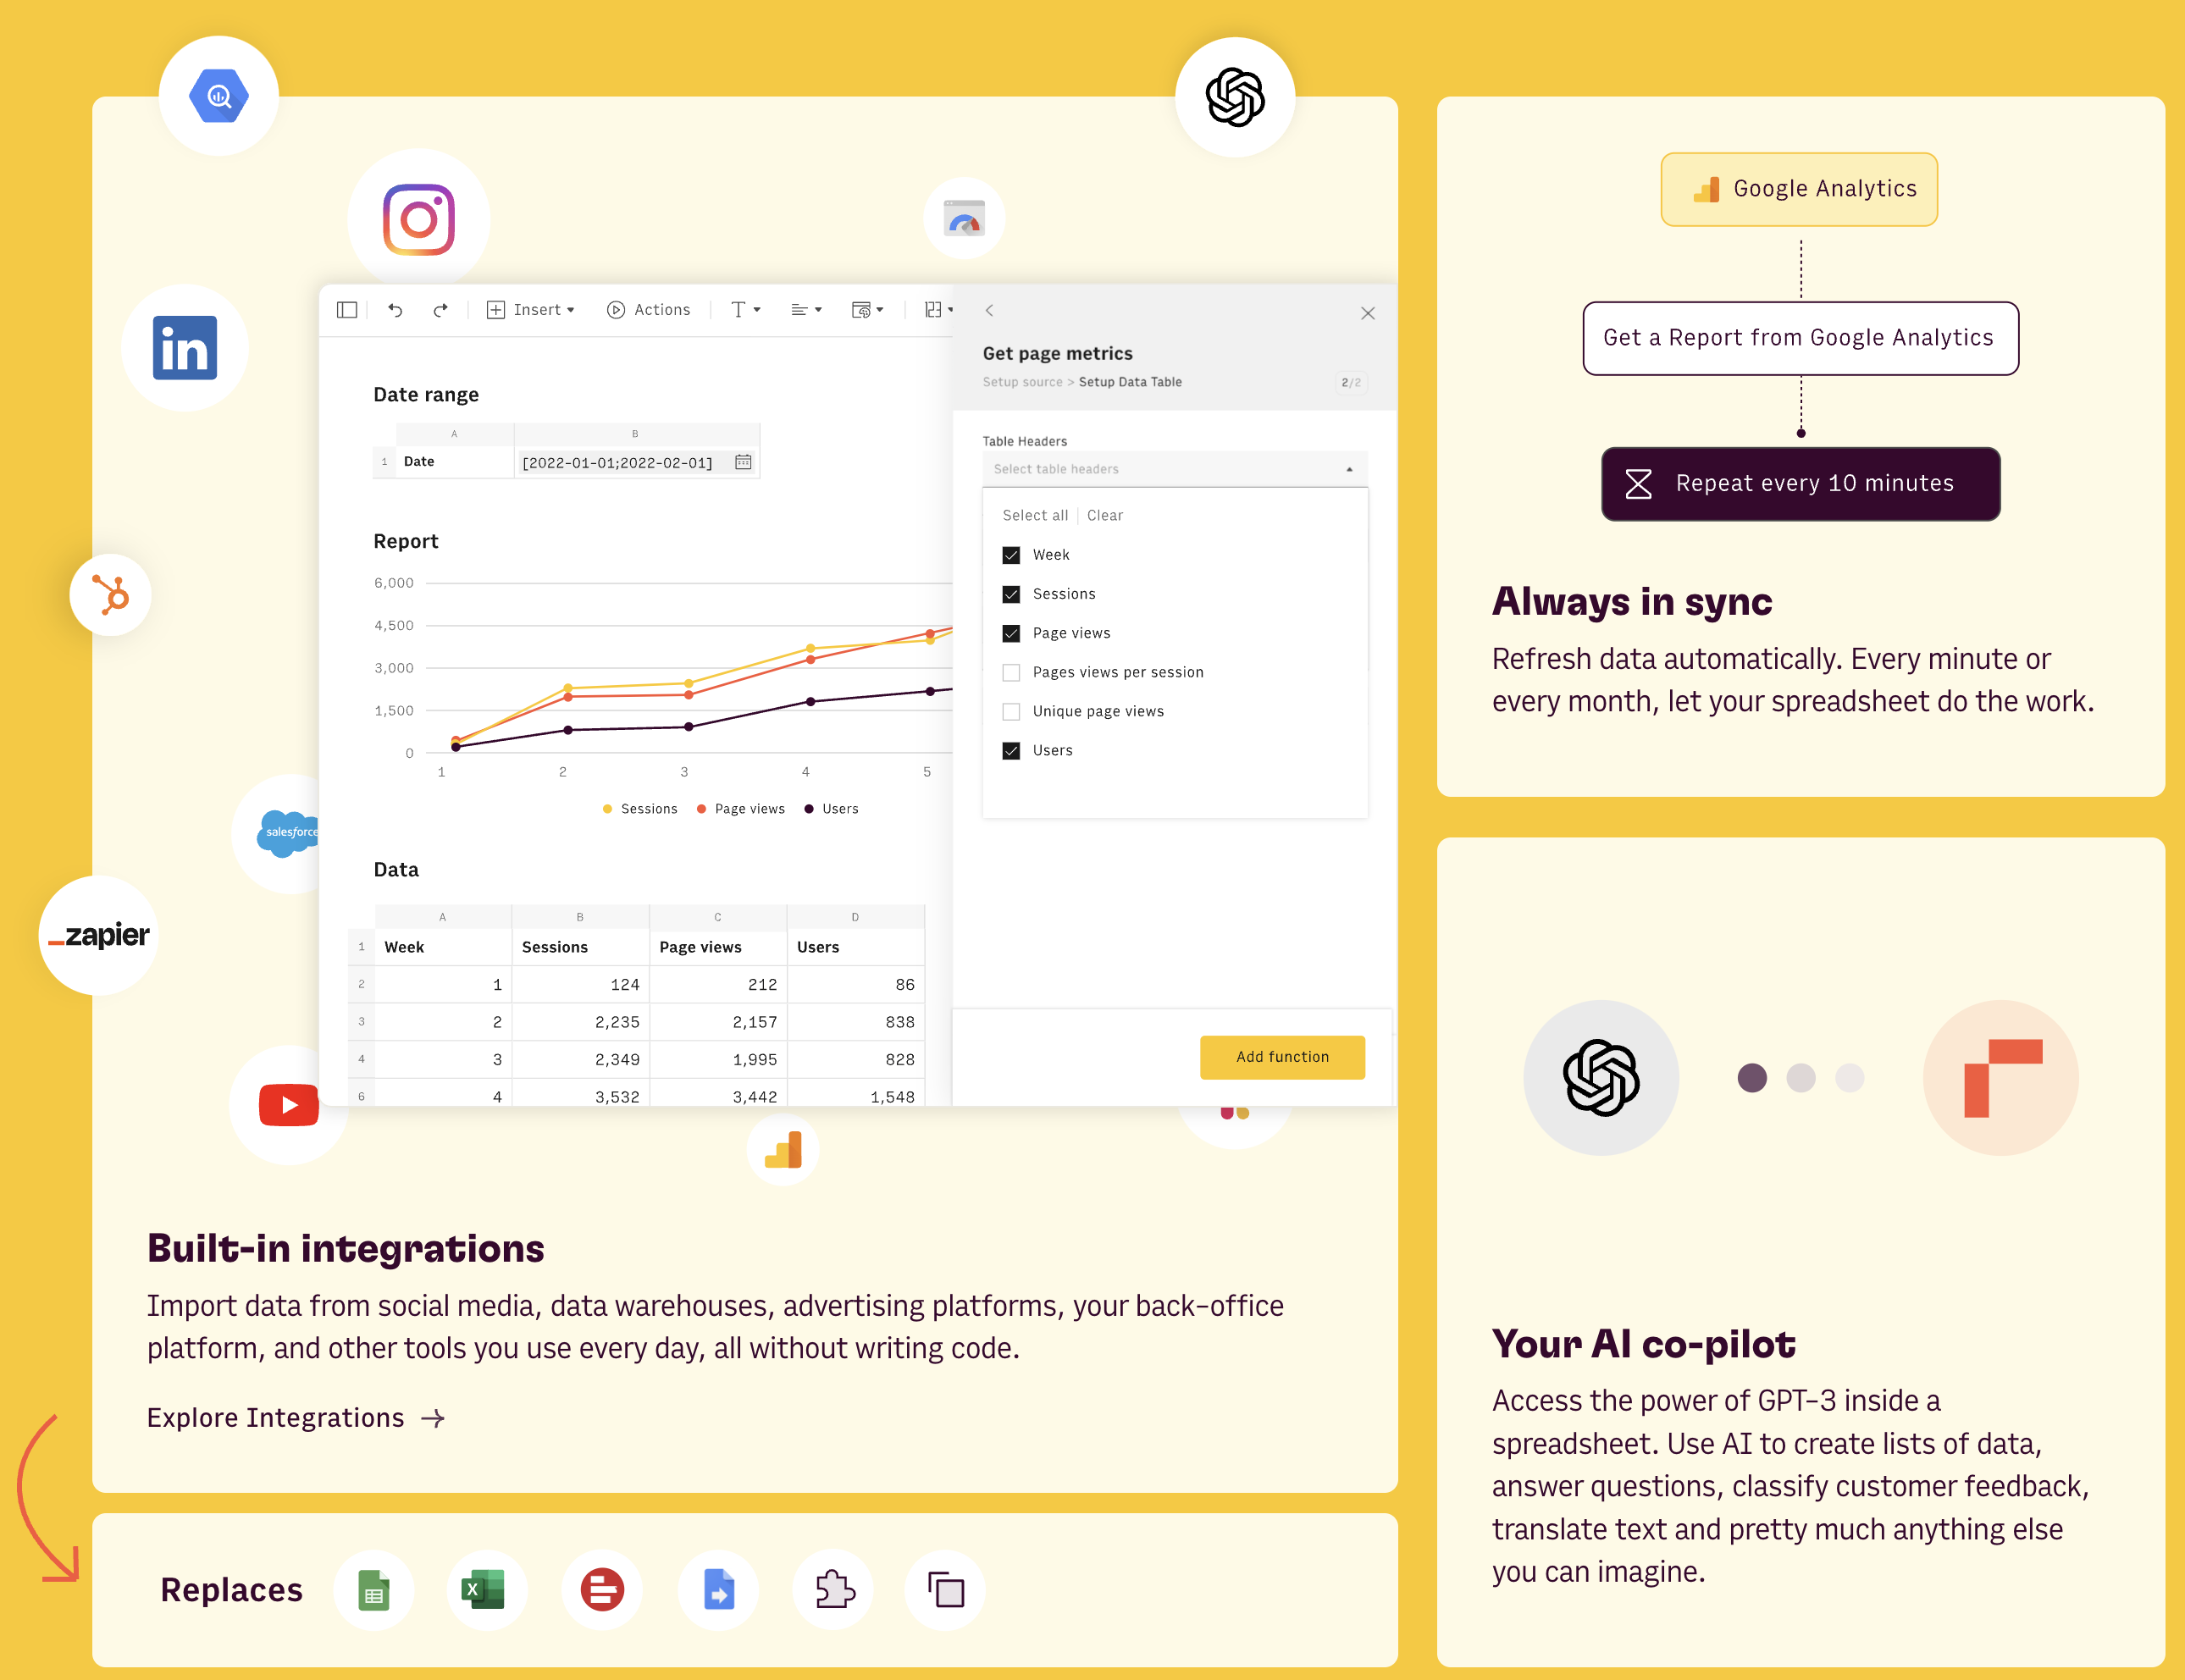 Insert
Actions
Date range
A B
1 Date [2022-01-01;2022-02-01]
Report
6,000
4,500
3,000
1,500
0
1 2 3 4 5
Sessions Page views Users
Data
A B C D
1 Week Sessions Page views Users
2 1 124 212 86
3 2 2,235 2,157 838
4 3 2,349 1,995 828
6 4 3,532 3,442 1,548
Get page metrics
Setup source > Setup Data Table 2/2
Table Headers
Select table headers
Select all Clear
Week
Sessions
Page views
Pages views per session
Unique page views
Users
Add function
in
salesforce
_zapier
Built-in integrations
Import data from social media, data warehouses, advertising platforms, your back-office
platform, and other tools you use every day, all without writing code.
Explore Integrations →
Replaces
X
Google Analytics
Get a Report from Google Analytics
Repeat every 10 minutes
Always in sync
Refresh data automatically. Every minute or
every month, let your spreadsheet do the work.
Your AI co-pilot
Access the power of GPT-3 inside a
spreadsheet. Use AI to create lists of data,
answer questions, classify customer feedback,
translate text and pretty much anything else
you can imagine.